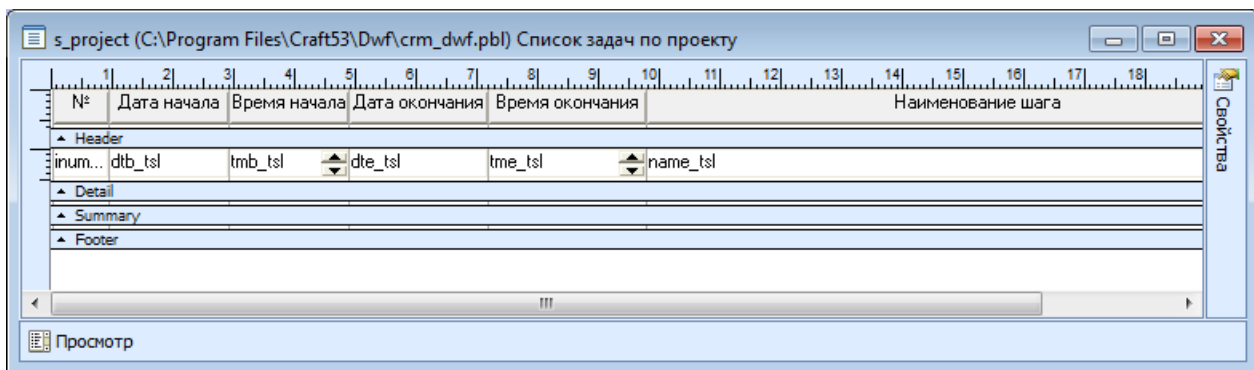 s_project (C:\Program Files\Craft53\Dwf\crm_dwf.pbl) Список задач по проекту
1 2 3 4 5 6 7 8 9 10 11 12 13 14 15 16 17 18
№ Дата начала Время начала Дата окончания Время окончания Наименование шага
Header
inum... dtb_tsl tmb_tsl dte_tsl tme_tsl name_tsl
Detail
Summary
Footer
Свойства
Просмотр